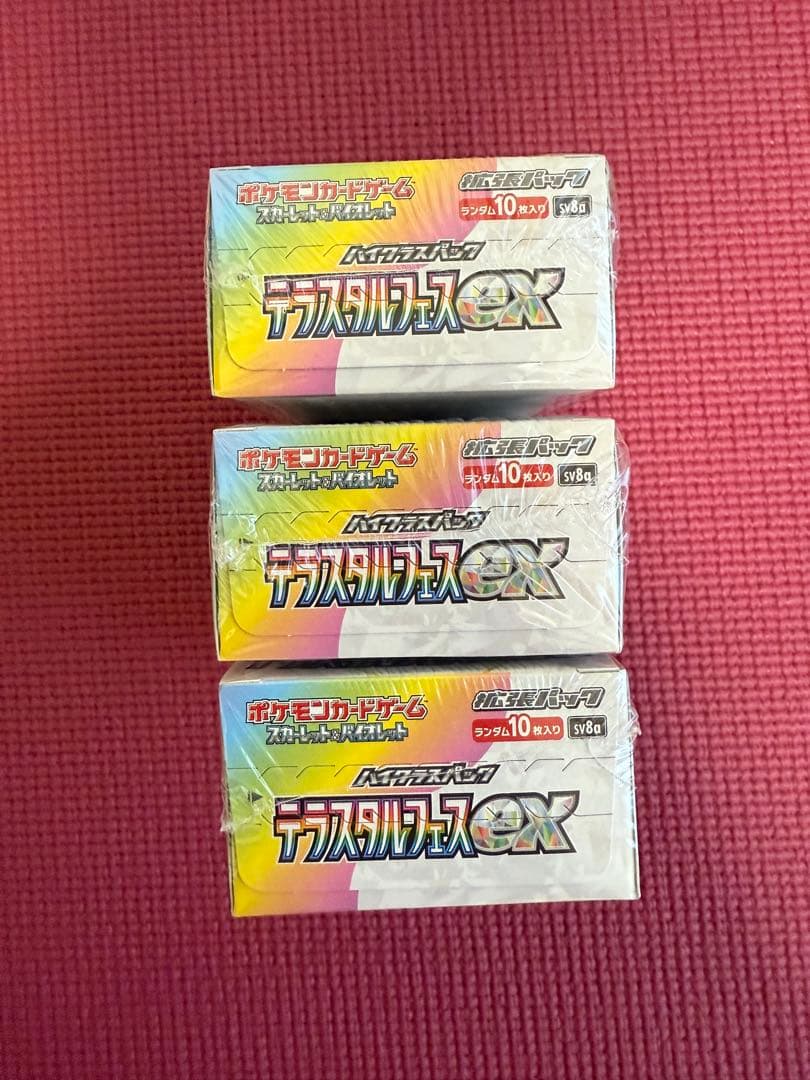 ポケモンカードゲーム
スカーレット&バイオレット
拡張パック
ランダム10枚入り sv8a
ハイクラスパック
テラスタルフェスex
ポケモンカードゲーム
スカーレット&バイオレット
拡張パック
ランダム10枚入り sv8a
ハイクラスパック
テラスタルフェスex
ポケモンカードゲーム
スカーレット&バイオレット
拡張パック
ランダム10枚入り sv8a
ハイクラスパック
テラスタルフェスex